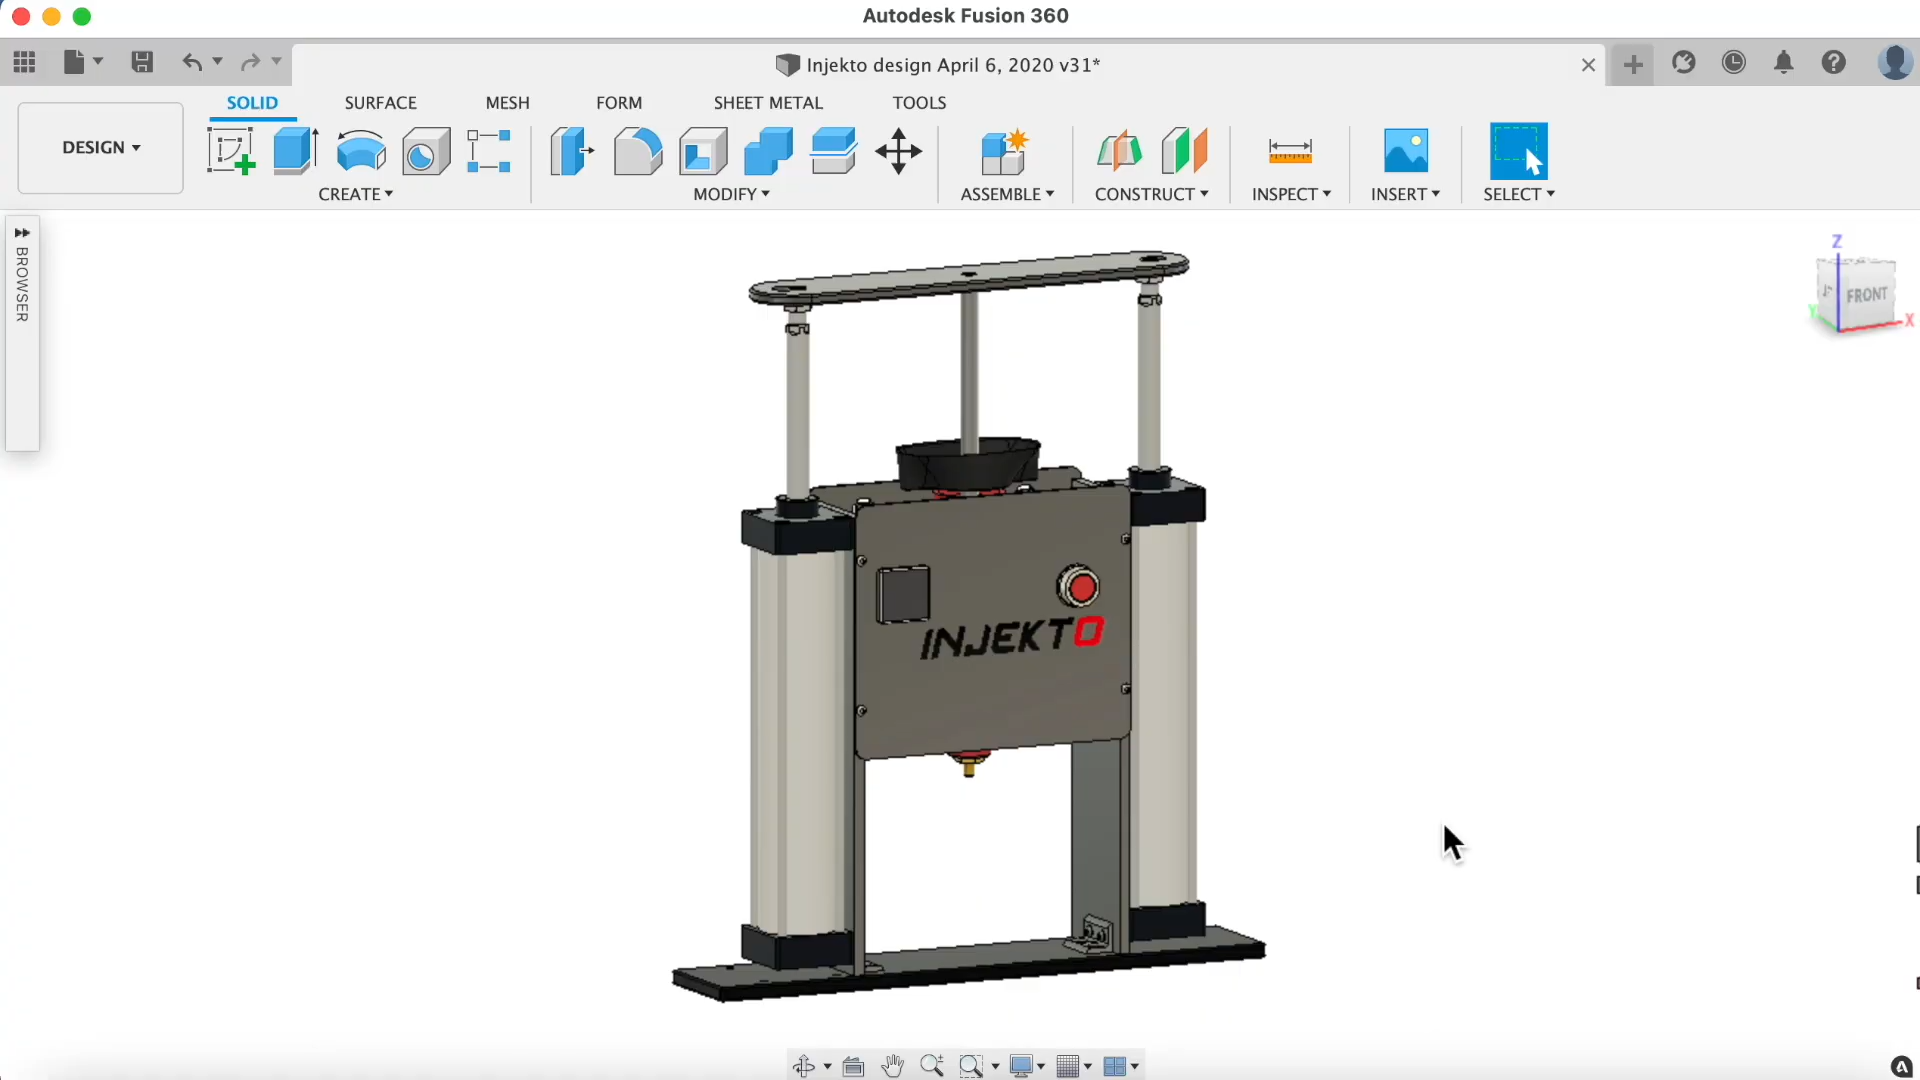 Autodesk Fusion 360
Injekto design April 6, 2020 v31*
SOLID SURFACE MESH FORM SHEET METAL TOOLS
DESIGN
CREATE MODIFY ASSEMBLE CONSTRUCT INSPECT INSERT SELECT
BROWSER
Z
FRONT
Y
X
INJEKTO